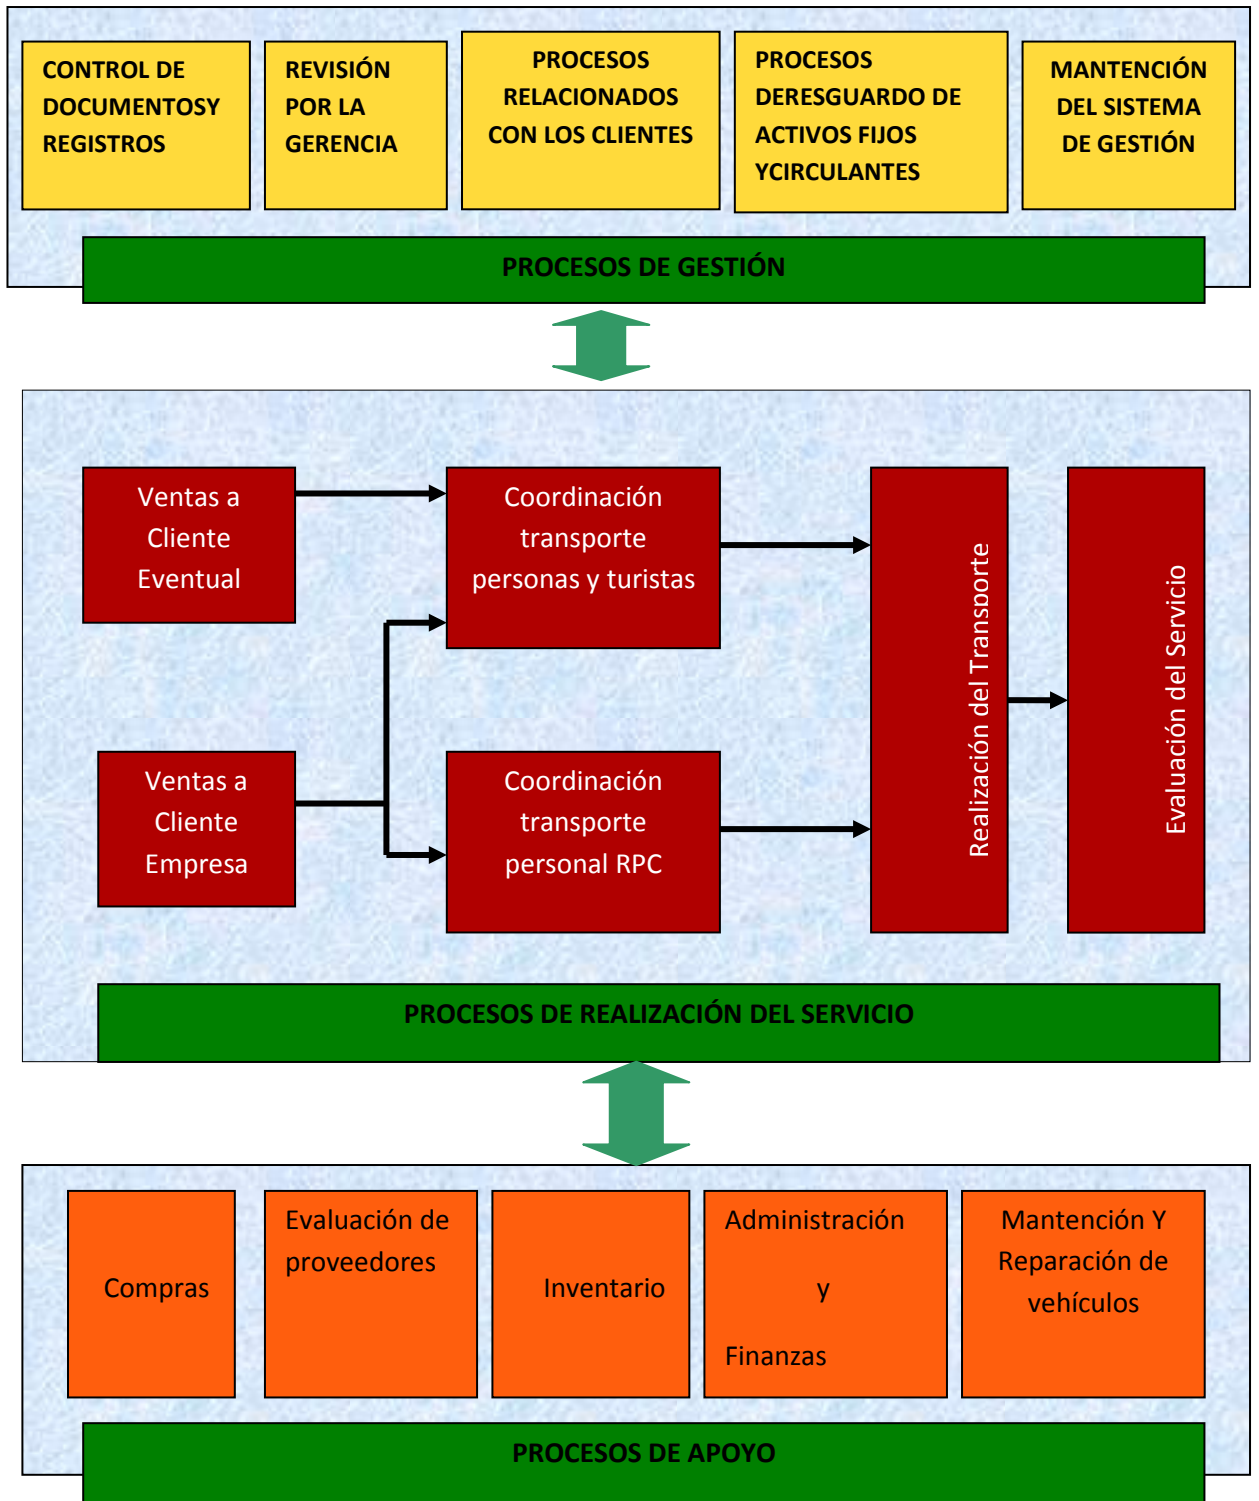 CONTROL DE
DOCUMENTOSY
REGISTROS
REVISIÓN
POR LA
GERENCIA
PROCESOS
RELACIONADOS
CON LOS CLIENTES
PROCESOS
DERESGUARDO DE
ACTIVOS FIJOS
YCIRCULANTES
MANTENCIÓN
DEL SISTEMA
DE GESTIÓN
PROCESOS DE GESTIÓN
Ventas a
Cliente
Eventual
Coordinación
transporte
personas y turistas
Ventas a
Cliente
Empresa
Coordinación
transporte
personal RPC
Realización del Transporte
Evaluación del Servicio
PROCESOS DE REALIZACIÓN DEL SERVICIO
Compras
Evaluación de
proveedores
Inventario
Administración
y
Finanzas
Mantención Y
Reparación de
vehículos
PROCESOS DE APOYO